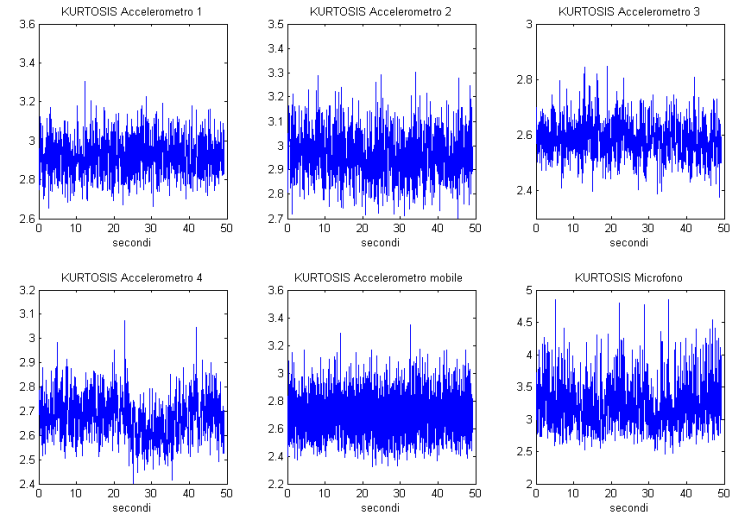 KURTOSIS Accelerometro 1
3.6
3.4
3.2
3
2.8
2.6
0 10 20 30 40 50
secondi
KURTOSIS Accelerometro 2
3.5
3.4
3.3
3.2
3.1
3
2.9
2.8
2.7
0 10 20 30 40 50
secondi
KURTOSIS Accelerometro 3
3
2.8
2.6
2.4
0 10 20 30 40 50
secondi
KURTOSIS Accelerometro 4
3.2
3.1
3
2.9
2.8
2.7
2.6
2.5
2.4
0 10 20 30 40 50
secondi
KURTOSIS Accelerometro mobile
3.6
3.4
3.2
3
2.8
2.6
2.4
2.2
0 10 20 30 40 50
secondi
KURTOSIS Microfono
5
4.5
4
3.5
3
2.5
2
0 10 20 30 40 50
secondi